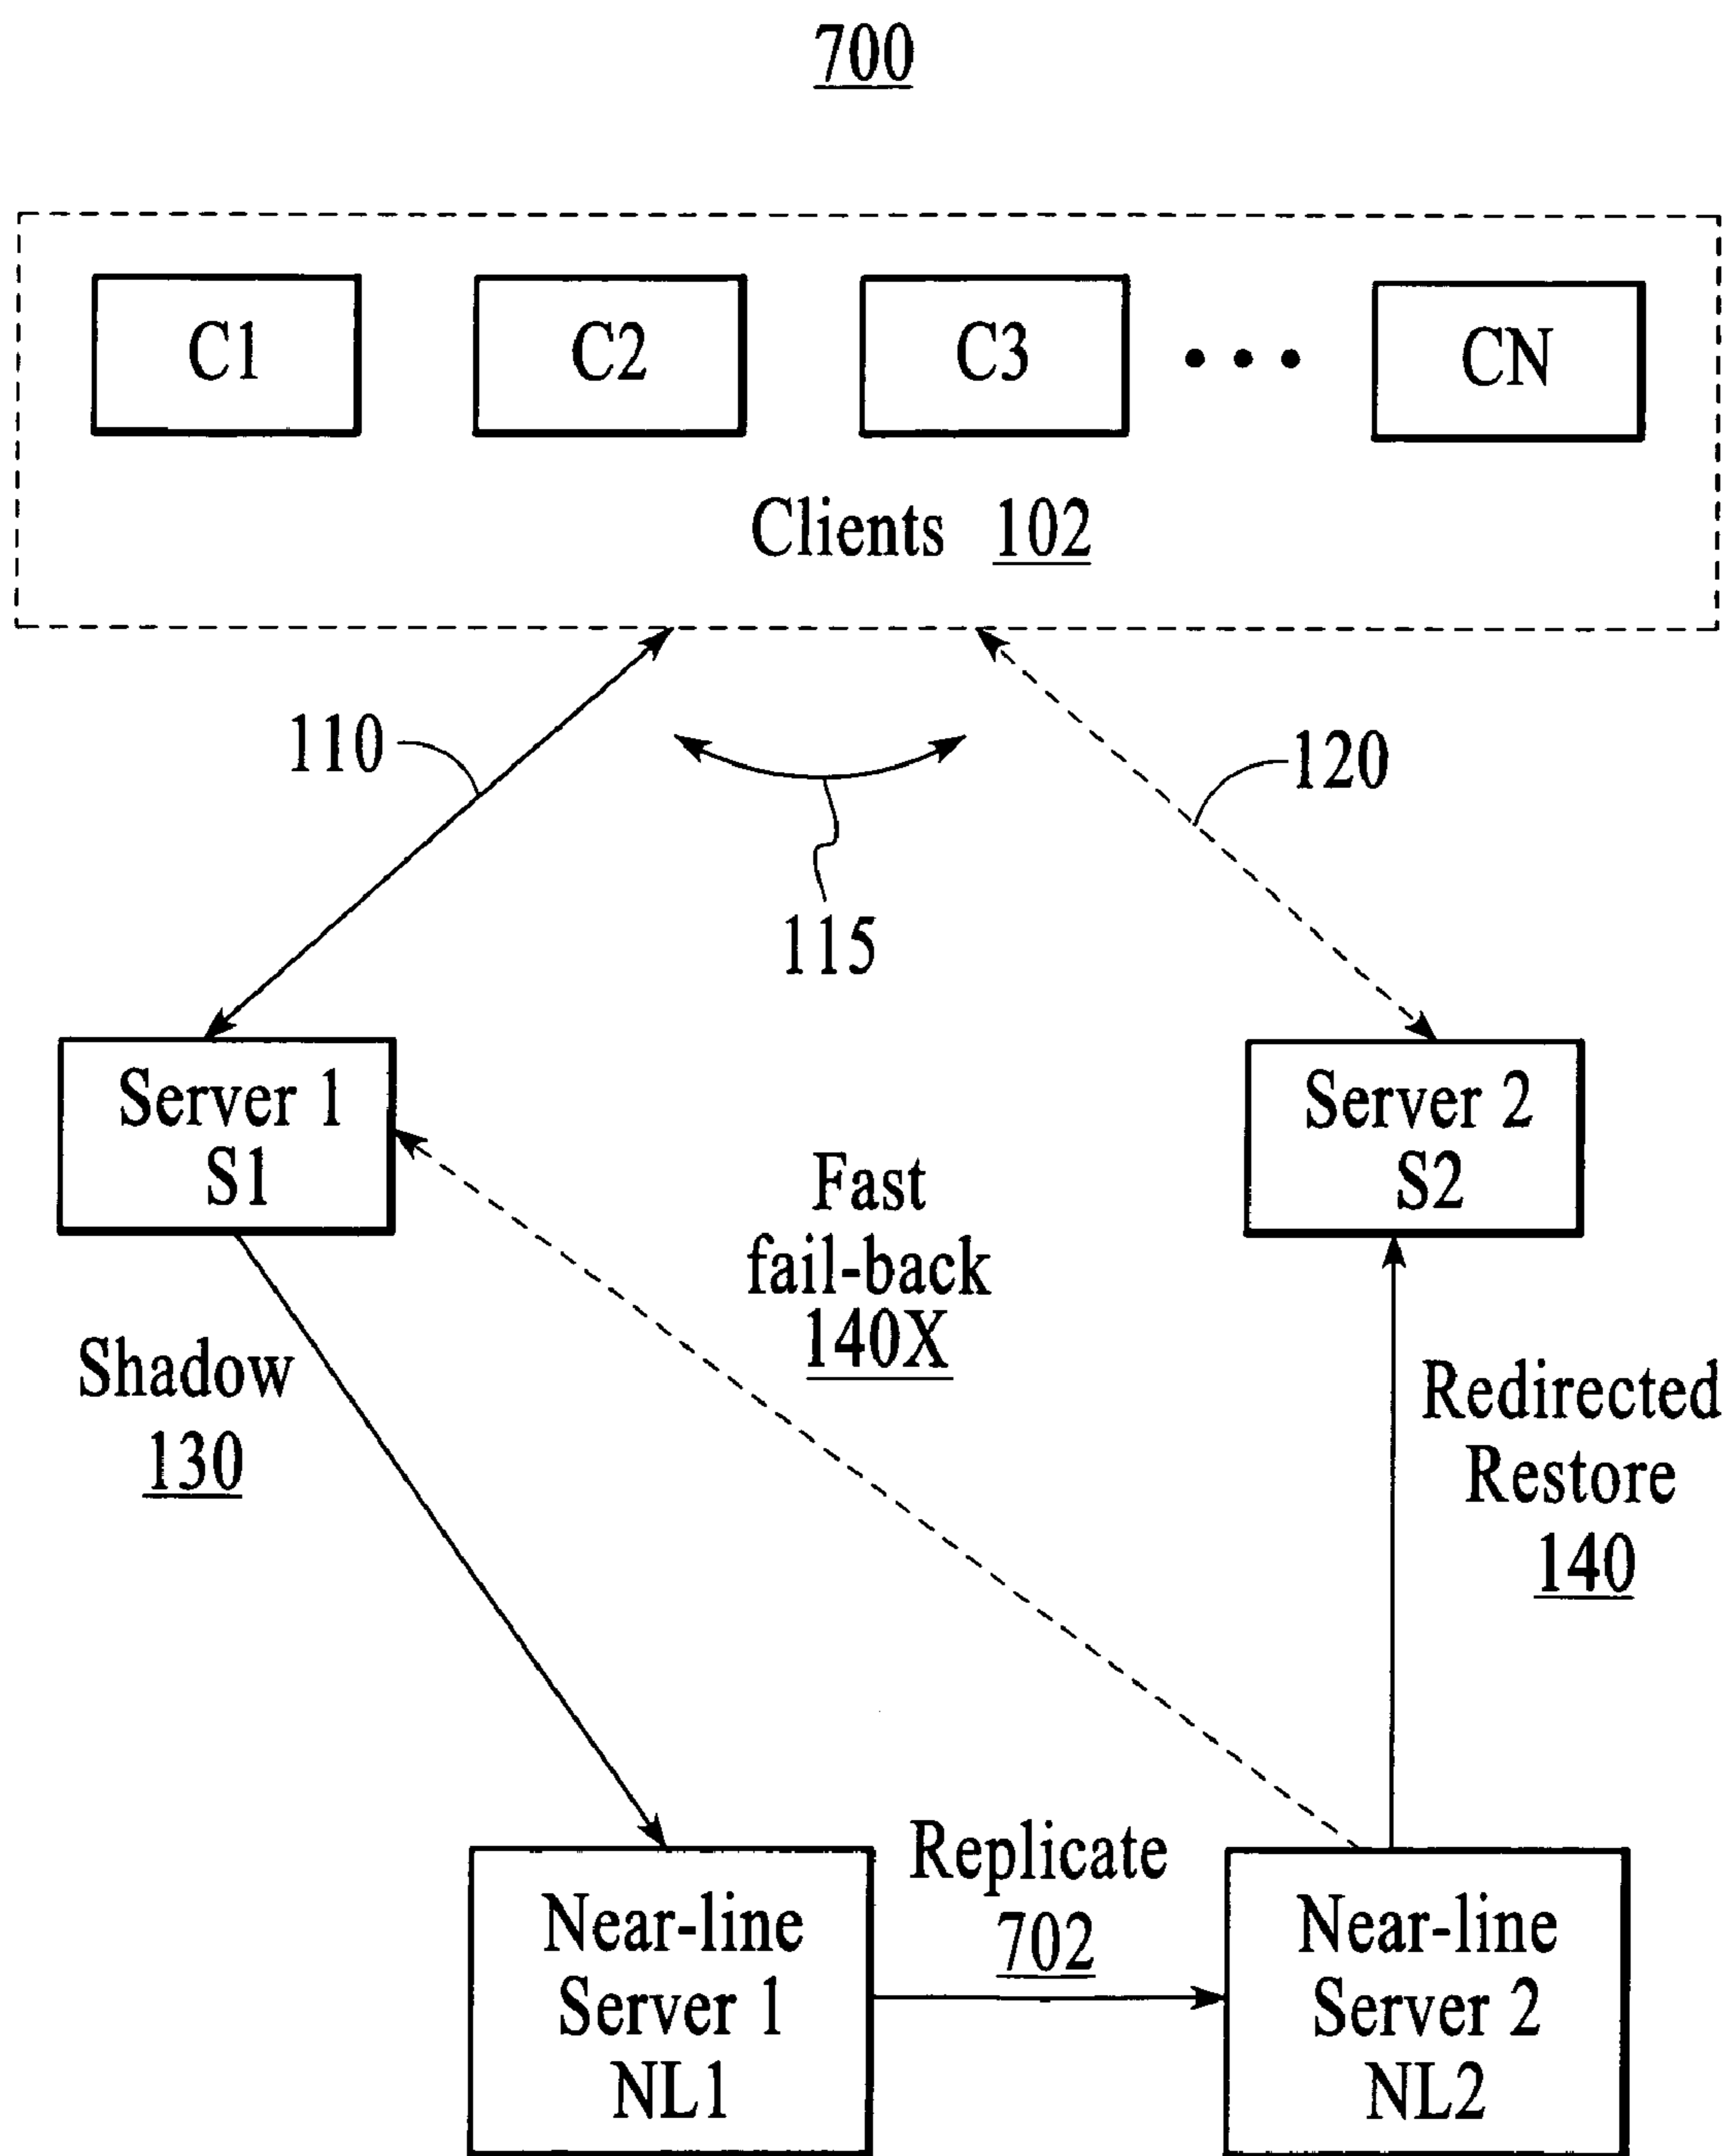 700
C1
C2
C3
CN
Clients 102
110
120
115
Server 1
S1
Server 2
S2
Fast
fail-back
140X
Shadow
130
Redirected
Restore
140
Replicate
702
Near-line
Server 1
NL1
Near-line
Server 2
NL2